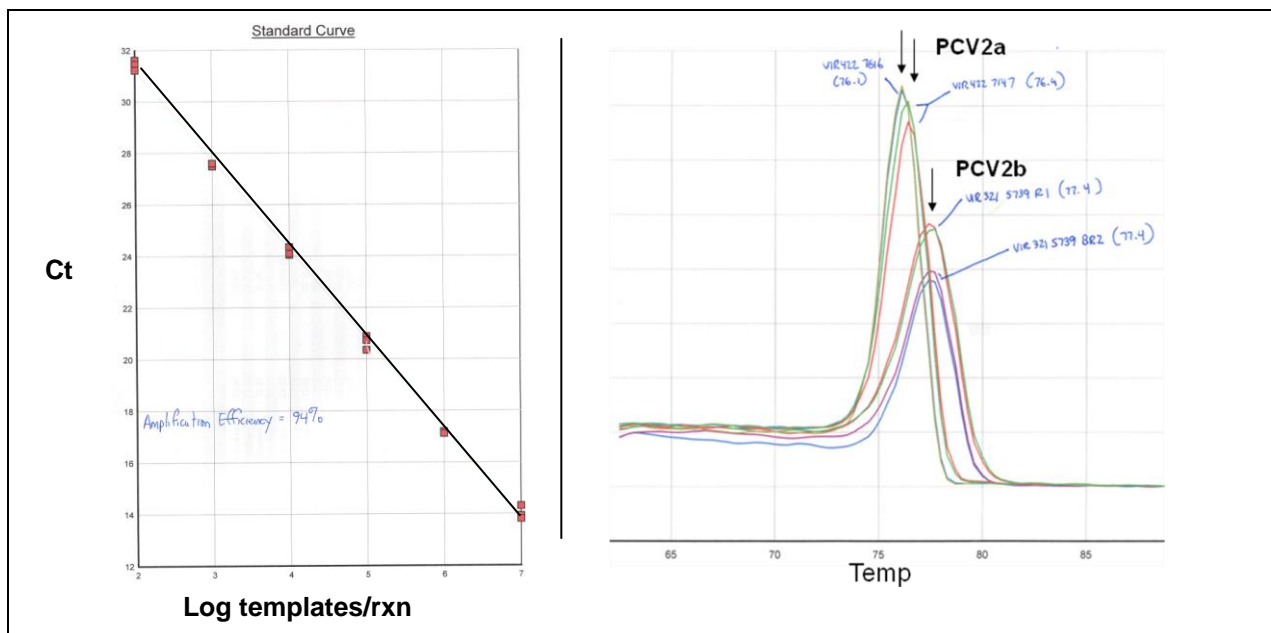 Standard Curve
32
30
28
26
24
22
20
18
16
14
12
Ct
Amplification Efficiency = 94%
2 3 4 5 6 7
Log templates/rxn
PCV2a
VIR422 7616
(76.1)
VIR422 7147 (76.4)
PCV2b
VIR321 5739 R1 (77.4)
VIR321 5739 BR2 (77.4)
65 70 75 80 85
Temp